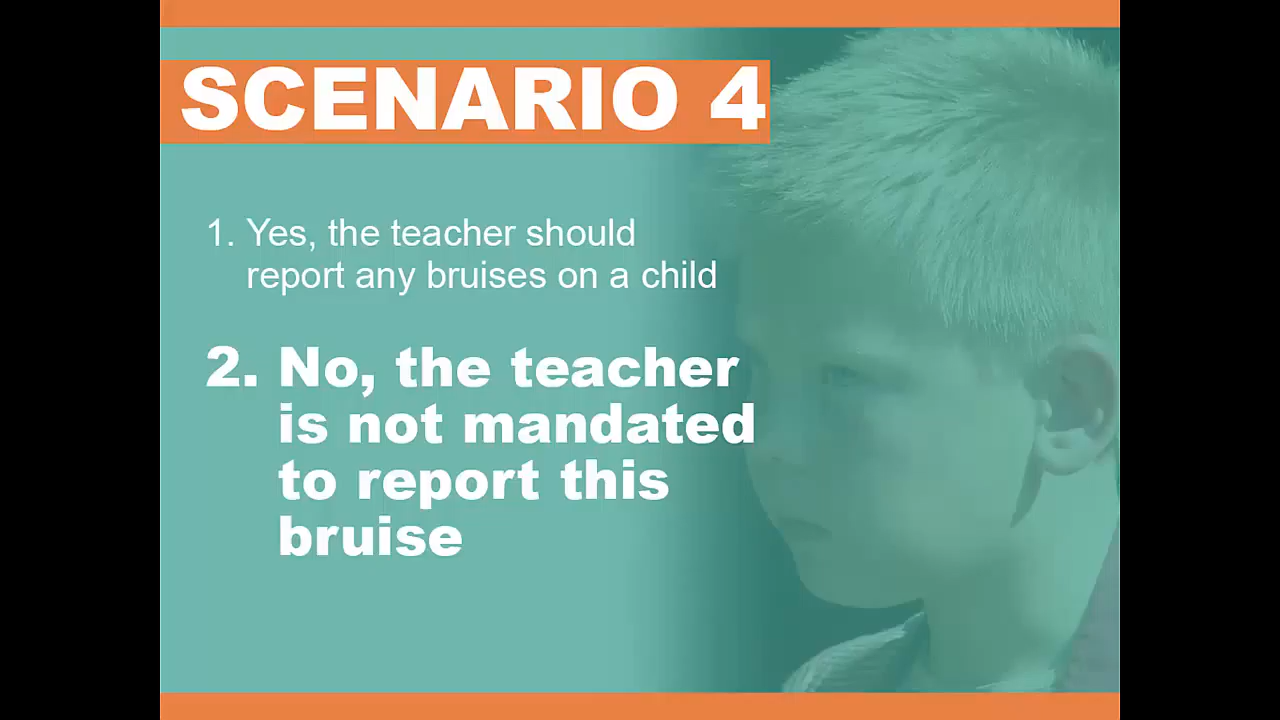 SCENARIO 4
1. Yes, the teacher should
report any bruises on a child
2. No, the teacher
is not mandated
to report this
bruise